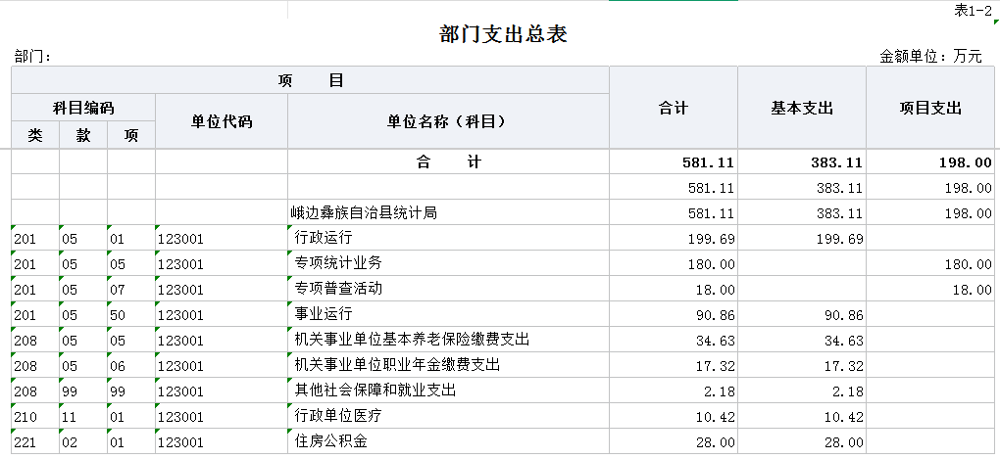 表1-2
部门支出总表
部门：
金额单位：万元
项 目
合计
基本支出
项目支出
科目编码
单位代码
单位名称（科目）
类 款 项
合 计 581.11 383.11 198.00
581.11 383.11 198.00
峨边彝族自治县统计局 581.11 383.11 198.00
201 05 01 123001 行政运行 199.69 199.69
201 05 05 123001 专项统计业务 180.00 180.00
201 05 07 123001 专项普查活动 18.00 18.00
201 05 50 123001 事业运行 90.86 90.86
208 05 05 123001 机关事业单位基本养老保险缴费支出 34.63 34.63
208 05 06 123001 机关事业单位职业年金缴费支出 17.32 17.32
208 99 99 123001 其他社会保障和就业支出 2.18 2.18
210 11 01 123001 行政单位医疗 10.42 10.42
221 02 01 123001 住房公积金 28.00 28.00